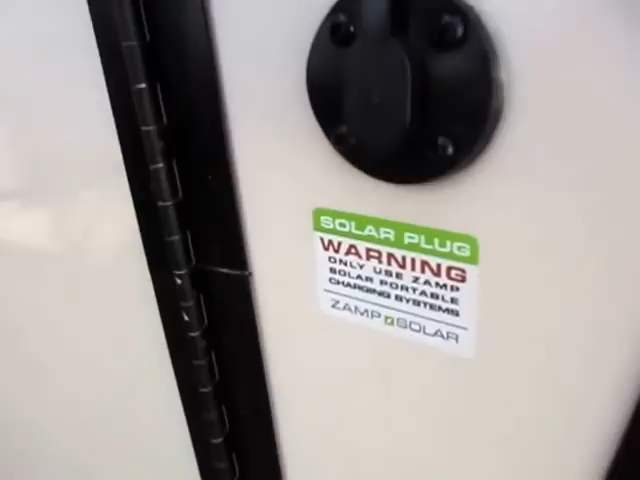 SOLAR PLUG
WARNING
ONLY USE ZAMP
SOLAR PORTABLE
CHARGING SYSTEMS
ZAMP SOLAR